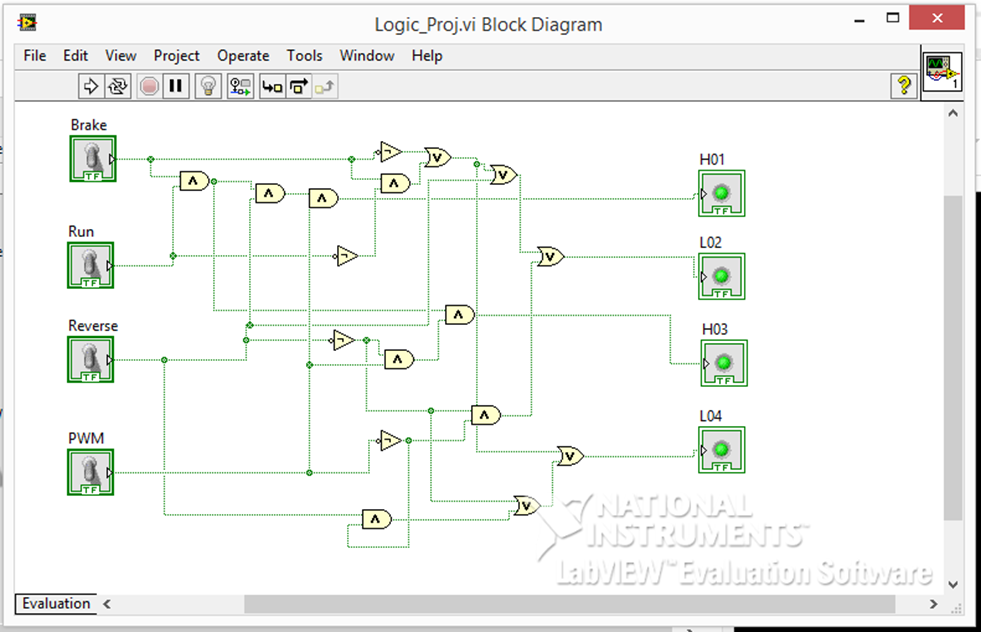 Logic_Proj.vi Block Diagram
File Edit View Project Operate Tools Window Help
1
Brake
TF
Run
TF
Reverse
TF
PWM
TF
H01
TF
L02
TF
H03
TF
L04
TF
NATIONAL
INSTRUMENTS™
LabVIEW™ Evaluation Software
Evaluation